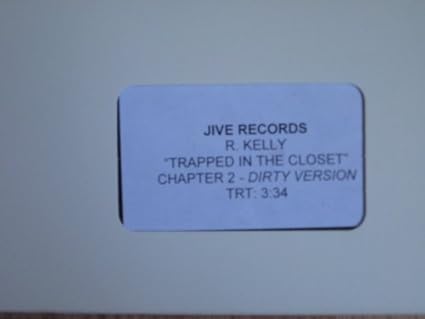 JIVE RECORDS
R. KELLY
"TRAPPED IN THE CLOSET"
CHAPTER 2 - DIRTY VERSION
TRT: 3:34